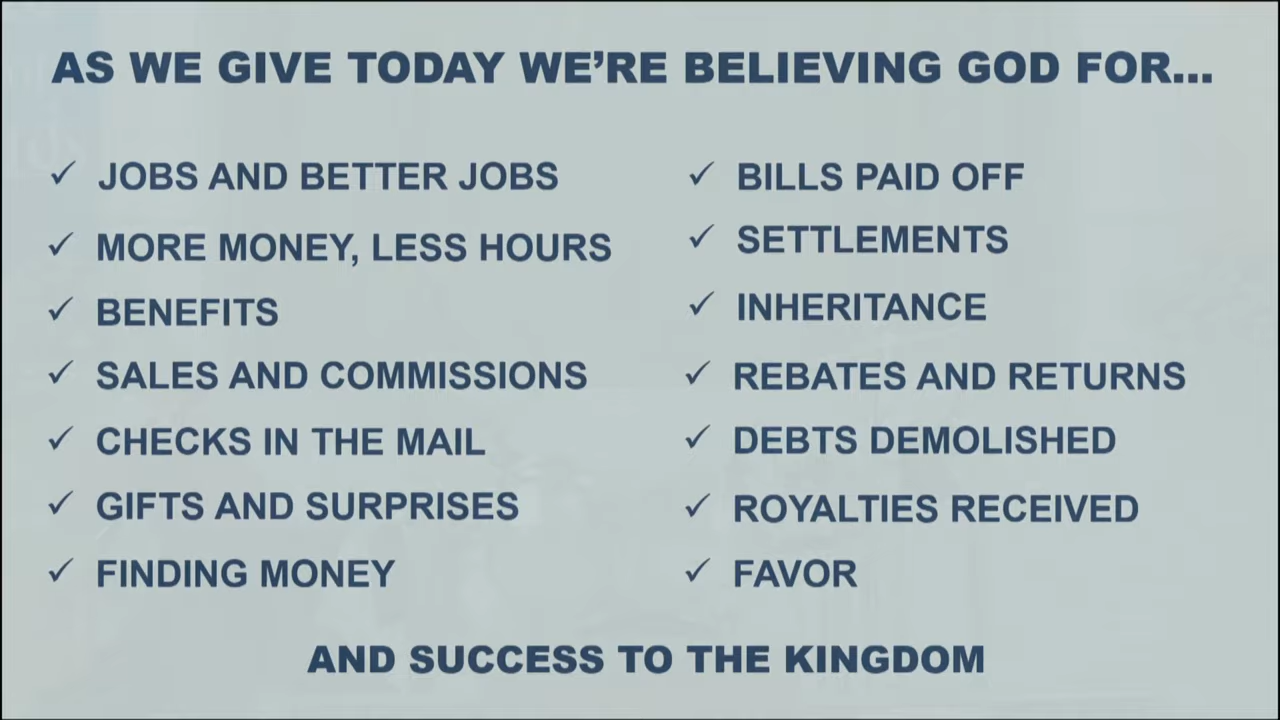 AS WE GIVE TODAY WE’RE BELIEVING GOD FOR...
✓ JOBS AND BETTER JOBS
✓ MORE MONEY, LESS HOURS
✓ BENEFITS
✓ SALES AND COMMISSIONS
✓ CHECKS IN THE MAIL
✓ GIFTS AND SURPRISES
✓ FINDING MONEY
✓ BILLS PAID OFF
✓ SETTLEMENTS
✓ INHERITANCE
✓ REBATES AND RETURNS
✓ DEBTS DEMOLISHED
✓ ROYALTIES RECEIVED
✓ FAVOR
AND SUCCESS TO THE KINGDOM